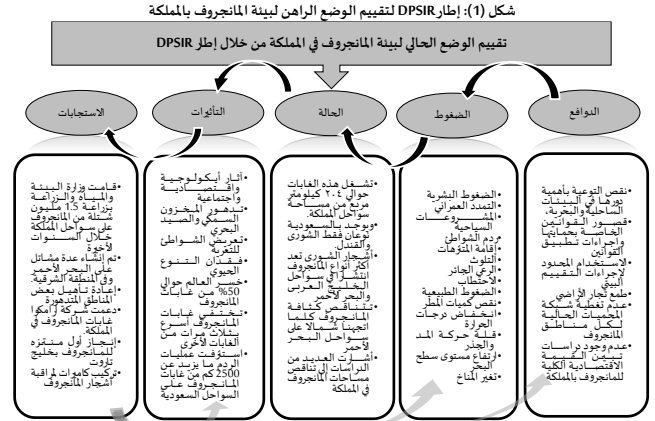 شكل (1): إطار DPSIR لتقييم الوضع الراهن لبيئة المانجروف بالمملكة
تقييم الوضع الحالي لبيئة المانجروف في المملكة من خلال إطار DPSIR
الدوافع
الضغوط
الحالة
التأثيرات
الاستجابات
•نقص التوعية بأهمية
دورها في البيئات
الساحلية والبحرية،
•قصور القوانين
الخاصة بحمايتها
واجراءات تطبيق
القوانين
•الاستخدام المحدود
لإجراءات التقييم
البيئي
•طمع تجار الأراضي
•عدم تغطية شبكة
المحميات الحالية
لكل مناطق
المانجروف
•عدم وجود دراسات
تبين القيمة
الاقتصادية الكلية
للمانجروف بالمملكة
•الضغوط البشرية
•التمدد العمراني
•المشروعات
السياحية
•ردم الشواطئ
•إقامة المتنزهات
•التلوث
•الرعي الجائر
•الاحتطاب
•الضغوط الطبيعية
•نقص كميات المطر
•انخفاض درجات
الحرارة
•قلة حركة المد
والجذر
•ارتفاع مستوى سطح
البحر
•تغير المناخ
•تشغل هذه الغابات
حوالي ٢٠٤ كيلومتر
مربع من مساحة
سواحل المملكة.
•ويوجد بالسعودية
نوعان فقط الشورى
والقندل
•أشجار الشورى تعد
أكثر أنواع المانجروف
انتشارًا في سواحل
الخليج العربي
والبحر الأحمر
•تتناقص كثافة
المانجروف كلما
اتجهنا شمالا على
سواحل البحر
الأحمر
•أشارت العديد من
الدراسات إلى تناقص
مساحات المانجروف
في المملكة
•آثار أيكولوجية
واقتصادية
واجتماعية
•تدهور المخزون
السمكي والصيد
البحري
•تعريض الشواطئ
للتعرية
•فقدان التنوع
الحيوي
•خسر العالم حوالي
50% من غابات
المانجروف
•تختفي غابات
المانجروف أسرع
بثلاث مرات من
الغابات الأخرى
•استنزفت عمليات
الردم ما يزيد عن
2500 كم من غابات
المانجروف على
السواحل السعودية
•قامت وزارة البيئة
والمياه والزراعة
بزراعة 1.5 مليون
شتلة من المانجروف
على سواحل المملكة
خلال السنوات
الأخيرة
•تم إنشاء عدة مشاتل
على البحر الأحمر
وفي المنطقة الشرقية.
•إعادة تأهيل بعض
المناطق المتدهورة
•دعمت شركة أرامكوا
غابات المانجروف في
المملكة.
•إنجاز أول منتزه
للمانجروف بخليج
تاروت
•تركيب كاميرات لمراقبة
أشجار المانجروف